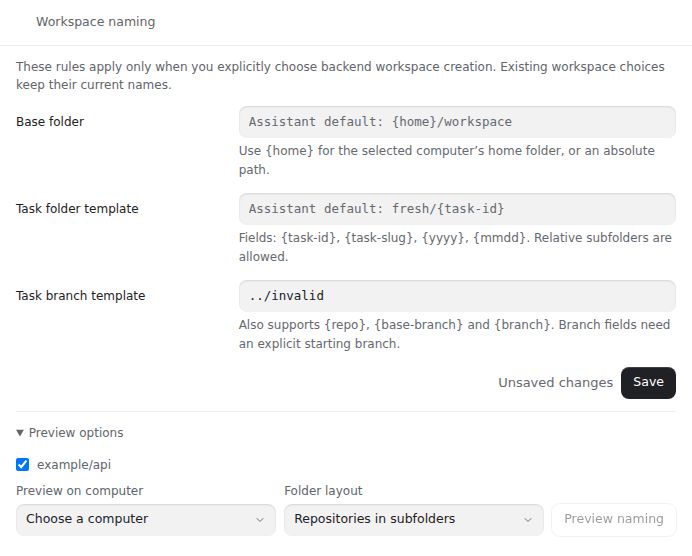 Workspace naming
These rules apply only when you explicitly choose backend workspace creation. Existing workspace choices
keep their current names.
Base folder
Assistant default: {home}/workspace
Use {home} for the selected computer’s home folder, or an absolute
path.
Task folder template
Assistant default: fresh/{task-id}
Fields: {task-id}, {task-slug}, {yyyy}, {mmdd}. Relative subfolders are
allowed.
Task branch template
../invalid
Also supports {repo}, {base-branch} and {branch}. Branch fields need
an explicit starting branch.
Unsaved changes Save
Preview options
example/api
Preview on computer Folder layout
Choose a computer Repositories in subfolders Preview naming